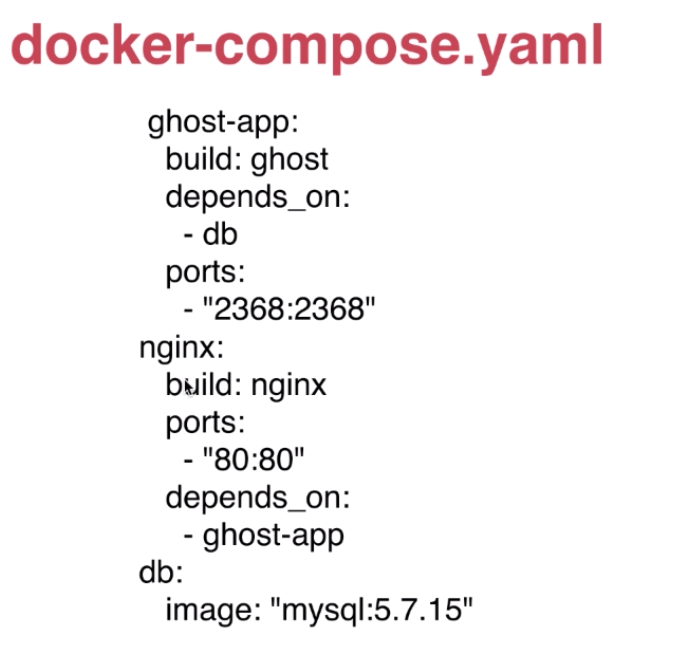 docker-compose.yaml
ghost-app:
build: ghost
depends_on:
- db
ports:
- "2368:2368"
nginx:
build: nginx
ports:
- "80:80"
depends_on:
- ghost-app
db:
image: "mysql:5.7.15"